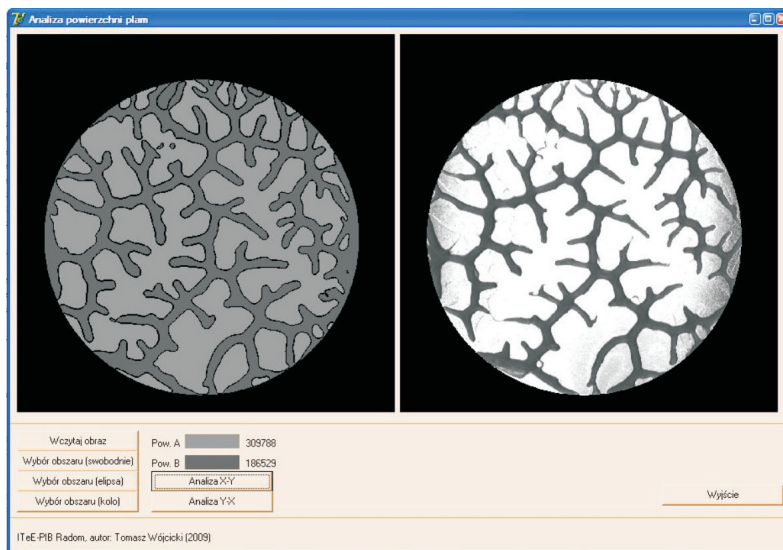 Analiza powierzchni plam
Wczytaj obraz
Wybór obszaru (swobodnie)
Wybór obszaru (elipsa)
Wybór obszaru (kolo)
Pow. A 309788
Pow. B 186529
Analiza X-Y
Analiza Y-X
Wyjście
ITeE-PIB Radom, autor: Tomasz Wójcicki (2009)